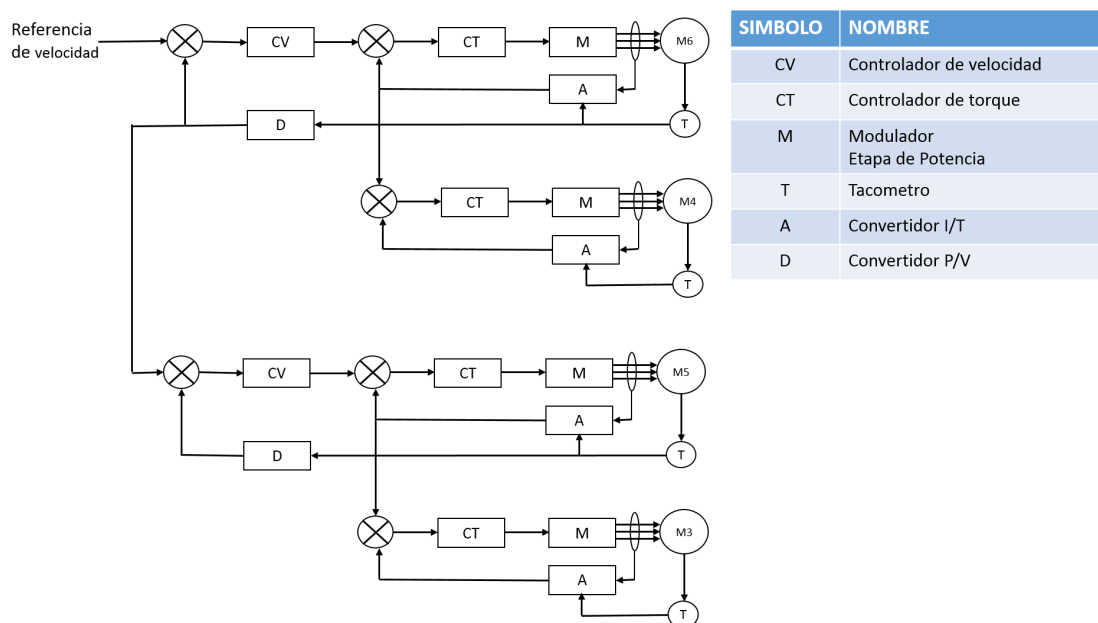 Referencia
de velocidad
CV
CT
M
M6
A
D
T
CT
M
M4
A
T
CV
CT
M
M5
A
D
T
CT
M
M3
A
T
SIMBOLO NOMBRE
CV Controlador de velocidad
CT Controlador de torque
M Modulador
Etapa de Potencia
T Tacometro
A Convertidor I/T
D Convertidor P/V